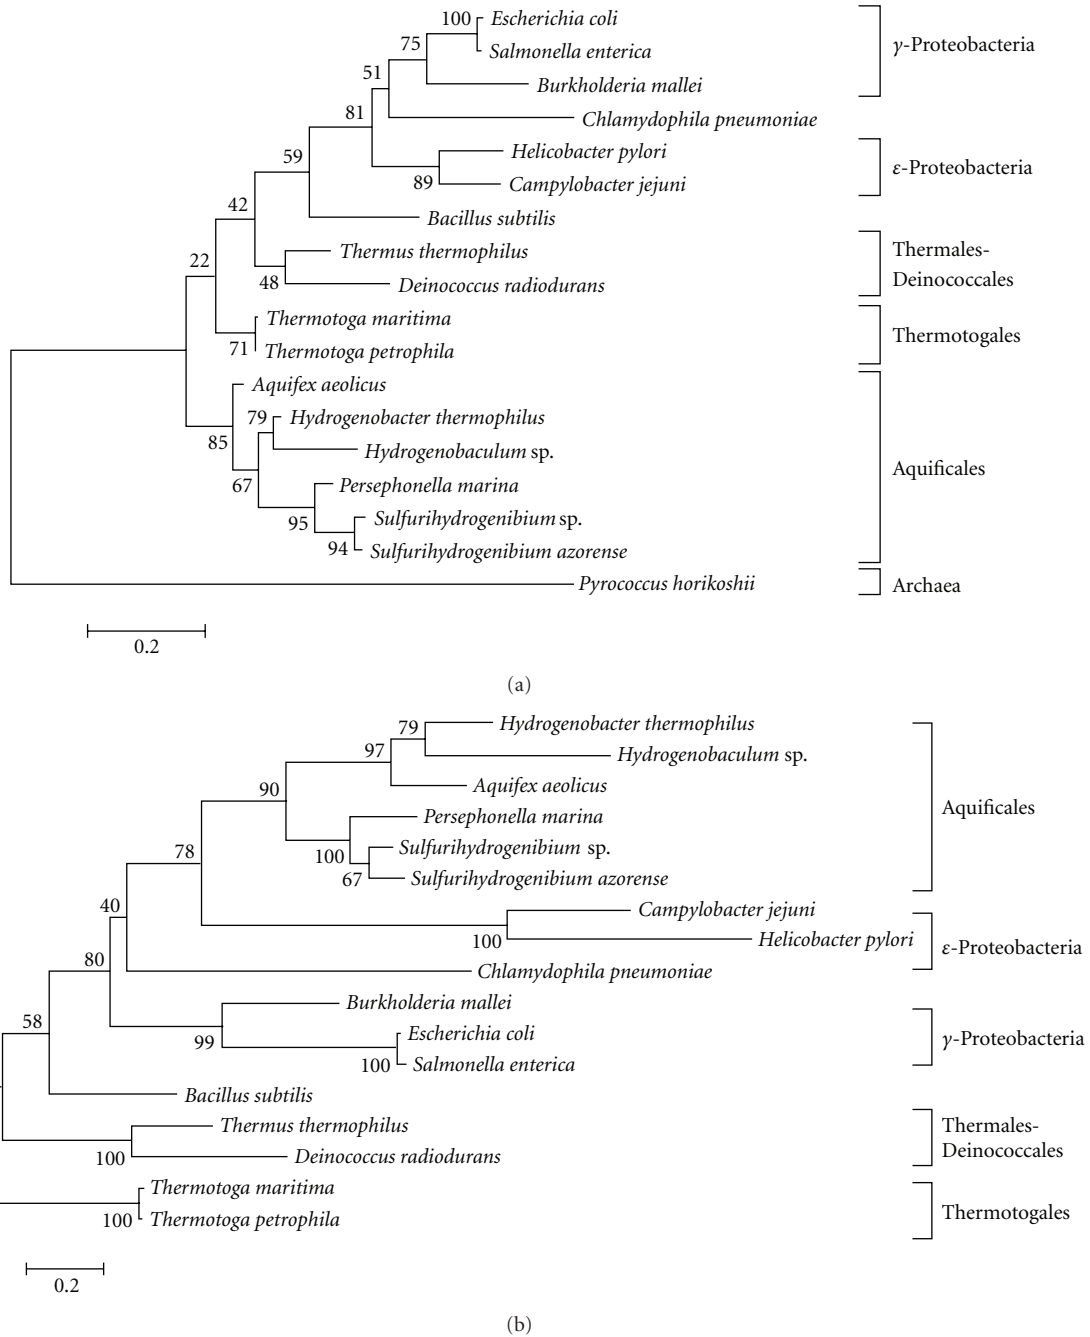 100
Escherichia coli
Salmonella enterica
75
Burkholderia mallei
γ-Proteobacteria
51
Chlamydophila pneumoniae
81
Helicobacter pylori
Campylobacter jejuni
89
ε-Proteobacteria
59
Bacillus subtilis
42
Thermus thermophilus
Deinococcus radiodurans
48
Thermales-
Deinococcales
22
Thermotoga maritima
Thermotoga petrophila
71
Thermotogales
Aquifex aeolicus
79
Hydrogenobacter thermophilus
85
Hydrogenobaculum sp.
67
Persephonella marina
95
Sulfurihydrogenibium sp.
94
Sulfurihydrogenibium azorense
Aquificales
Pyrococcus horikoshii
Archaea
0.2
(a)
79
Hydrogenobacter thermophilus
97
Hydrogenobaculum sp.
90
Aquifex aeolicus
Persephonella marina
100
Sulfurihydrogenibium sp.
67
Sulfurihydrogenibium azorense
Aquificales
78
Campylobacter jejuni
100
Helicobacter pylori
ε-Proteobacteria
40
Chlamydophila pneumoniae
80
Burkholderia mallei
99
Escherichia coli
100
Salmonella enterica
γ-Proteobacteria
58
Bacillus subtilis
Thermus thermophilus
100
Deinococcus radiodurans
Thermales-
Deinococcales
Thermotoga maritima
100
Thermotoga petrophila
Thermotogales
0.2
(b)